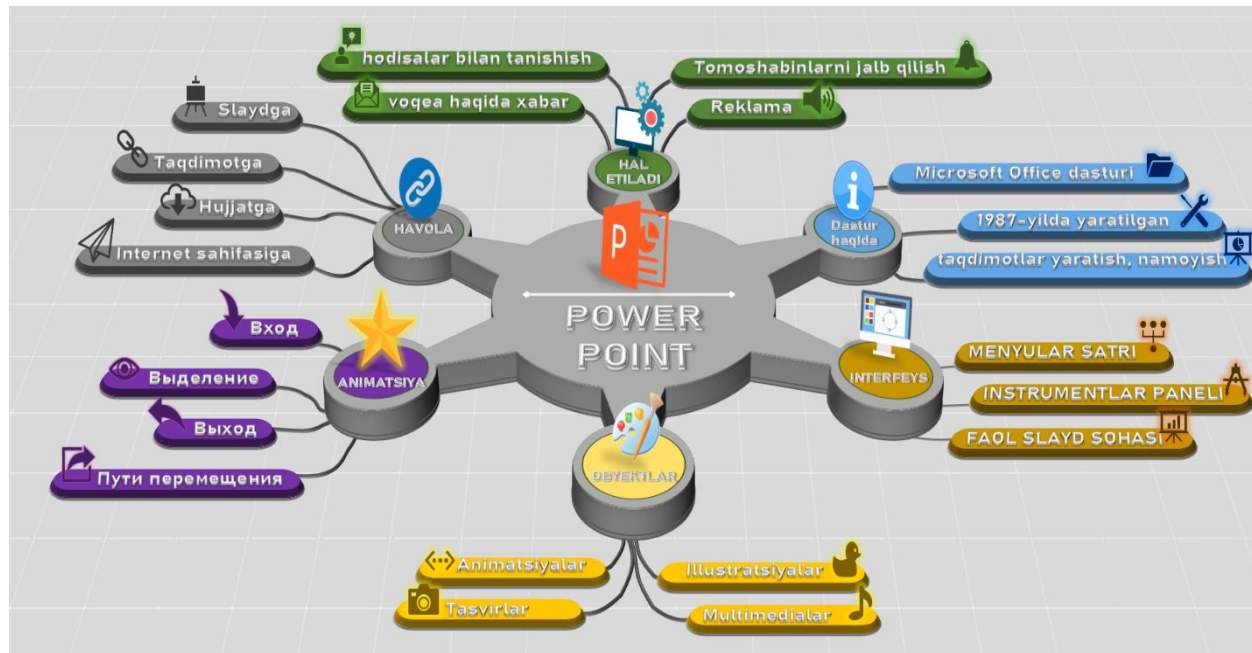 hodisalar bilan tanishish
Tomoshabinlarni jalb qilish
voqea haqida xabar
Reklama
HAL
ETILADI
Slaydga
Taqdimotga
Hujjatga
Internet sahifasiga
HAVOLA
Microsoft Office dasturi
1987-yilda yaratilgan
taqdimotlar yaratish, namoyish
Dastur
haqida
P
POWER
POINT
Вход
Выделение
Выход
Пути перемещения
ANIMATSIYA
INTERFEYS
MENYULAR SATRI
INSTRUMENTLAR PANELI
FAOL SLAYD SOHASI
OBYEKTLAR
Animatsiyalar
Illustratsiyalar
Tasvirlar
Multimedialar